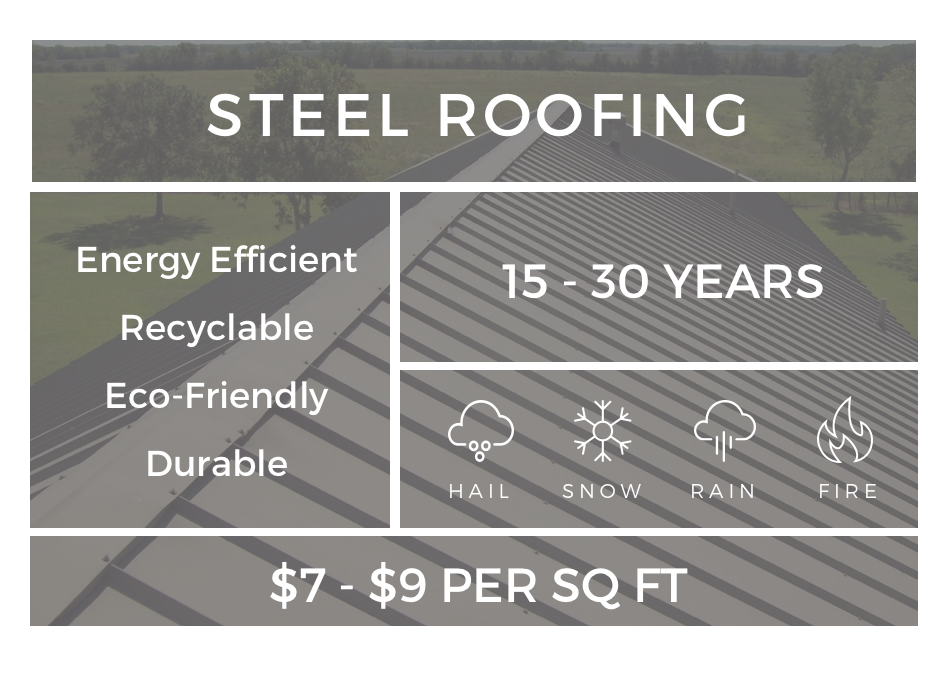 STEEL ROOFING
Energy Efficient
Recyclable
Eco-Friendly
Durable
15 - 30 YEARS
HAIL SNOW RAIN FIRE
$7 - $9 PER SQ FT